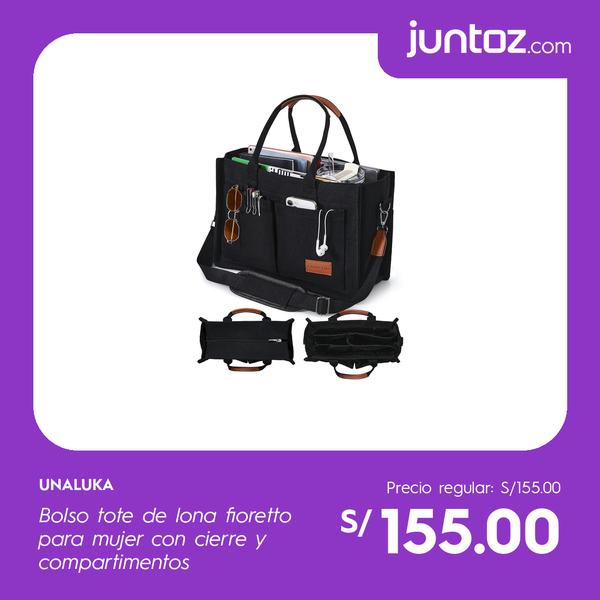 juntoz.com
UNALUKA
Bolso tote de lona fioretto
para mujer con cierre y
compartimentos
Precio regular: S/155.00
S/155.00